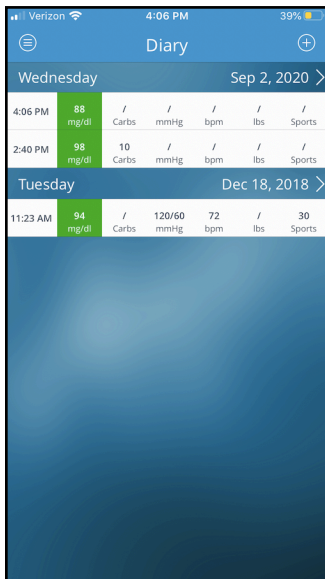 Verizon 4:06 PM 39%
Diary
Wednesday Sep 2, 2020
4:06 PM 88 mg/dl / Carbs / mmHg / bpm / lbs / Sports
2:40 PM 98 mg/dl 10 Carbs / mmHg / bpm / lbs / Sports
Tuesday Dec 18, 2018
11:23 AM 94 mg/dl / Carbs 120/60 mmHg 72 bpm / lbs 30 Sports